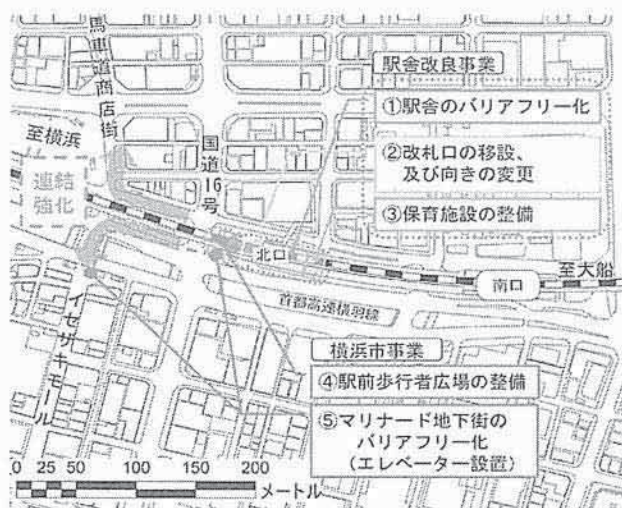 馬車道商店街
至横浜
連結
強化
国道16号
駅舎改良事業
①駅舎のバリアフリー化
②改札口の移設、
及び向きの変更
③保育施設の整備
北口
至大船
南口
首都高速横羽線
イセザキモール
横浜市事業
④駅前歩行者広場の整備
⑤マリナード地下街の
バリアフリー化
(エレベーター設置)
0 25 50 100 150 200
メートル